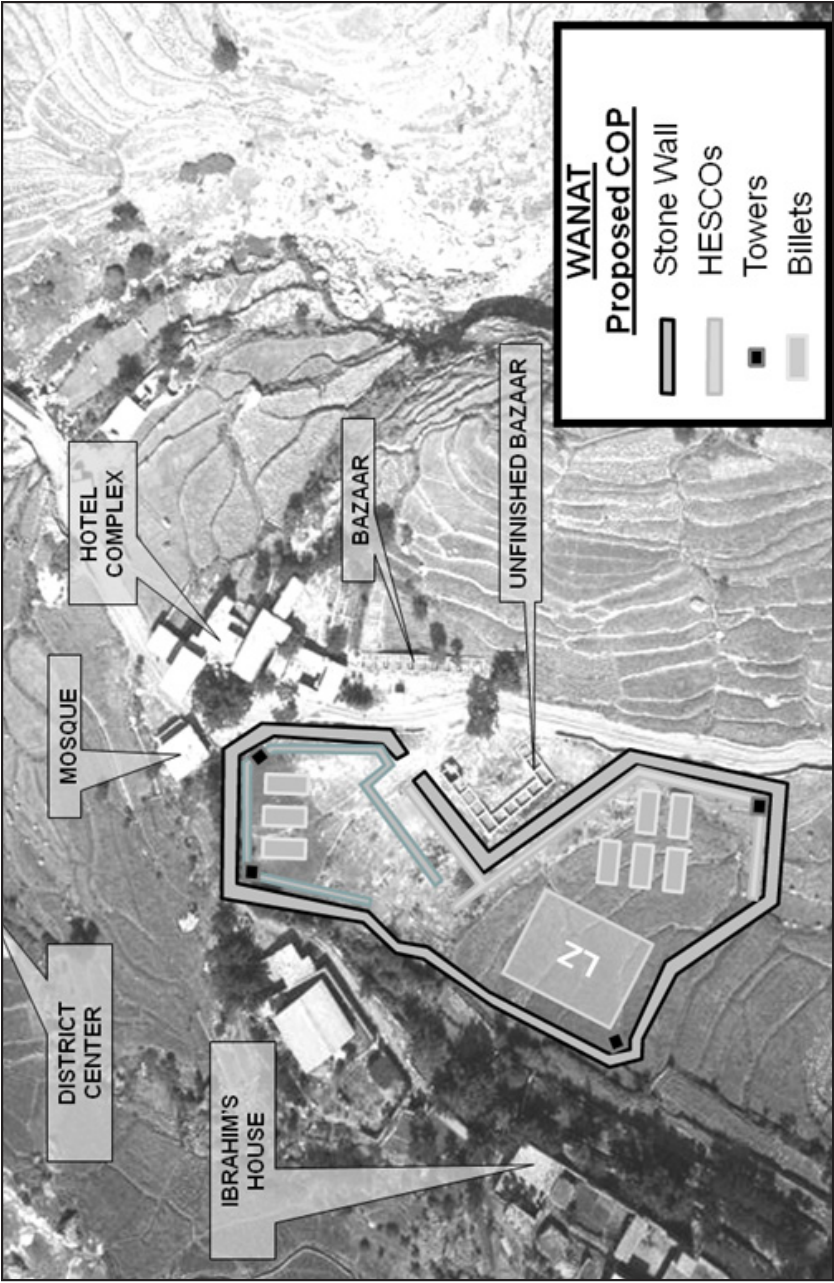 DISTRICT
CENTER
MOSQUE
HOTEL
COMPLEX
IBRAHIM'S
HOUSE
BAZAAR
UNFINISHED BAZAAR
LZ
WANAT
Proposed COP
Stone Wall
HESCOs
Towers
Billets